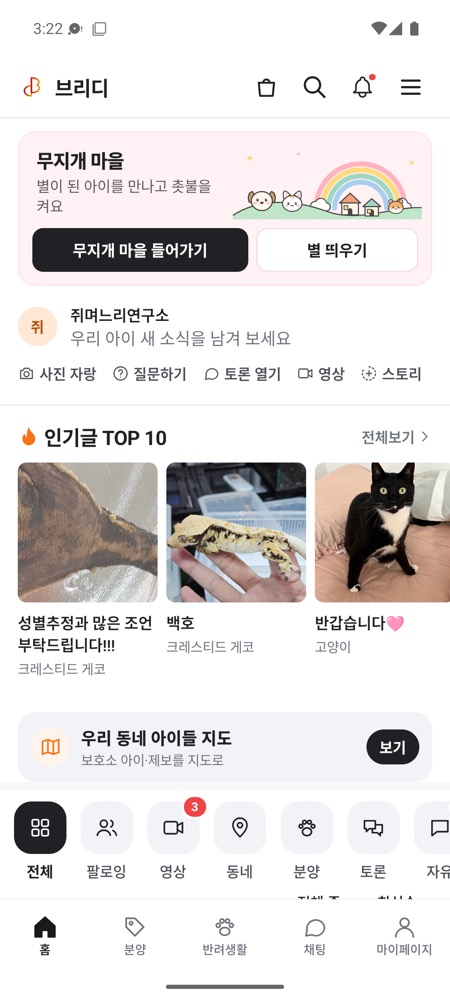 3:22
브리디
무지개 마을
별이 된 아이를 만나고 촛불을
켜요
무지개 마을 들어가기
별 띄우기
쥐
쥐며느리연구소
우리 아이 새 소식을 남겨 보세요
사진 자랑
질문하기
토론 열기
영상
스토리
인기글 TOP 10
전체보기
성별추정과 많은 조언
부탁드립니다!!!
크레스티드 게코
백호
크레스티드 게코
반갑습니다🩷
고양이
우리 동네 아이들 지도
보호소 아이·제보를 지도로
보기
3
전체
팔로잉
영상
동네
분양
토론
자유
홈
분양
반려생활
채팅
마이페이지